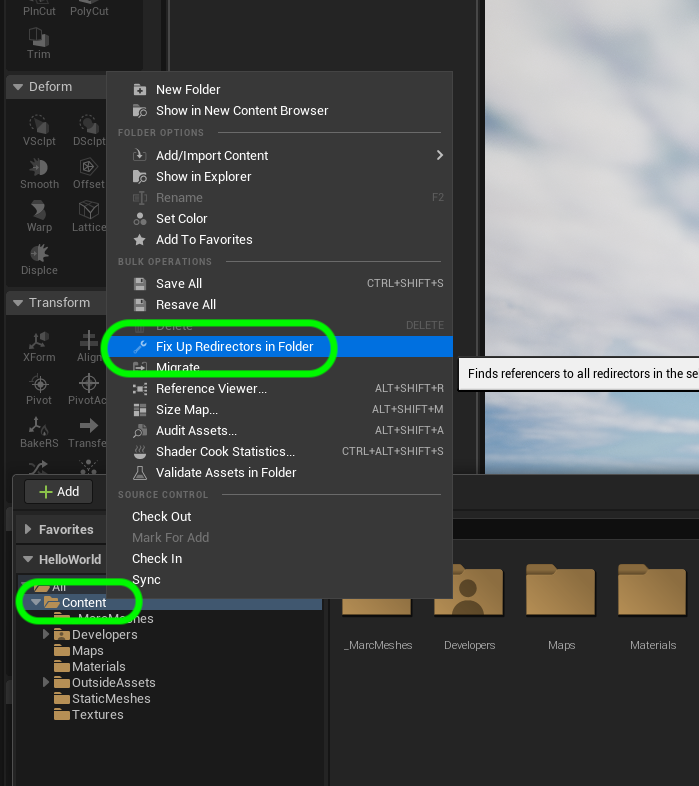 PlnCut PolyCut
Trim
Deform
VSclpt DSclpt
Smooth Offset
Warp Lattice
Displce
Transform
XForm Align
Pivot PivotAc
BakeRS Transfe
New Folder
Show in New Content Browser
FOLDER OPTIONS
Add/Import Content
Show in Explorer
Rename F2
Set Color
Add To Favorites
BULK OPERATIONS
Save All CTRL+SHIFT+S
Resave All
Delete DELETE
Fix Up Redirectors in Folder
Migrate
Reference Viewer... ALT+SHIFT+R
Size Map... ALT+SHIFT+M
Audit Assets... ALT+SHIFT+A
Shader Cook Statistics... CTRL+ALT+SHIFT+S
Validate Assets in Folder
SOURCE CONTROL
Check Out
Mark For Add
Check In
Sync
Finds referencers to all redirectors in the se
Add
Favorites
HelloWorld
All
Content
_MarcMeshes
Developers
Maps
Materials
OutsideAssets
StaticMeshes
Textures
_MarcMeshes Developers Maps Materials